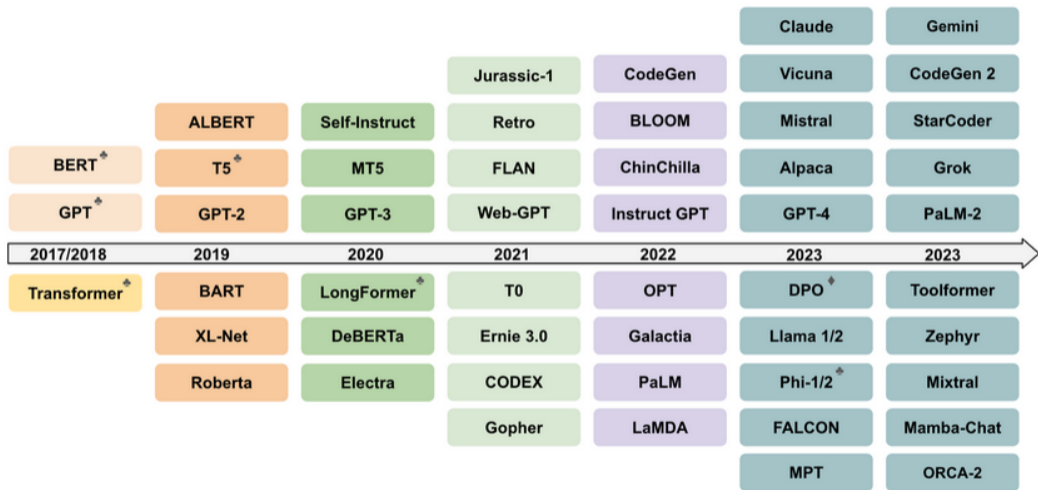 Claude Gemini
Jurassic-1 CodeGen Vicuna CodeGen 2
ALBERT Self-Instruct Retro BLOOM Mistral StarCoder
BERT♣ T5♣ MT5 FLAN ChinChilla Alpaca Grok
GPT♣ GPT-2 GPT-3 Web-GPT Instruct GPT GPT-4 PaLM-2
2017/2018 2019 2020 2021 2022 2023 2023
Transformer♣ BART LongFormer♣ T0 OPT DPO♦ Toolformer
XL-Net DeBERTa Ernie 3.0 Galactia Llama 1/2 Zephyr
Roberta Electra CODEX PaLM Phi-1/2♣ Mixtral
Gopher LaMDA FALCON Mamba-Chat
MPT ORCA-2